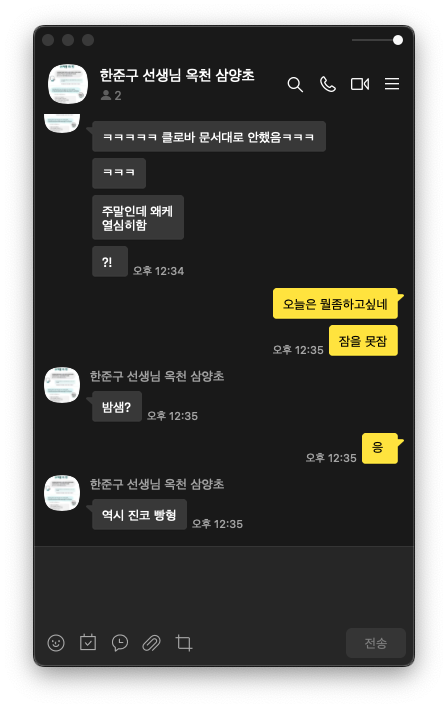 한준구 선생님 옥천 삼양초
2
ㅋㅋㅋㅋㅋ 클로바 문서대로 안했음ㅋㅋㅋ
ㅋㅋㅋ
주말인데 왜케
열심히함
?!
오후 12:34
오늘은 뭘좀하고싶네
잠을 못잠
오후 12:35
한준구 선생님 옥천 삼양초
밤샘?
오후 12:35
응
오후 12:35
한준구 선생님 옥천 삼양초
역시 진코 빵형
오후 12:35
전송